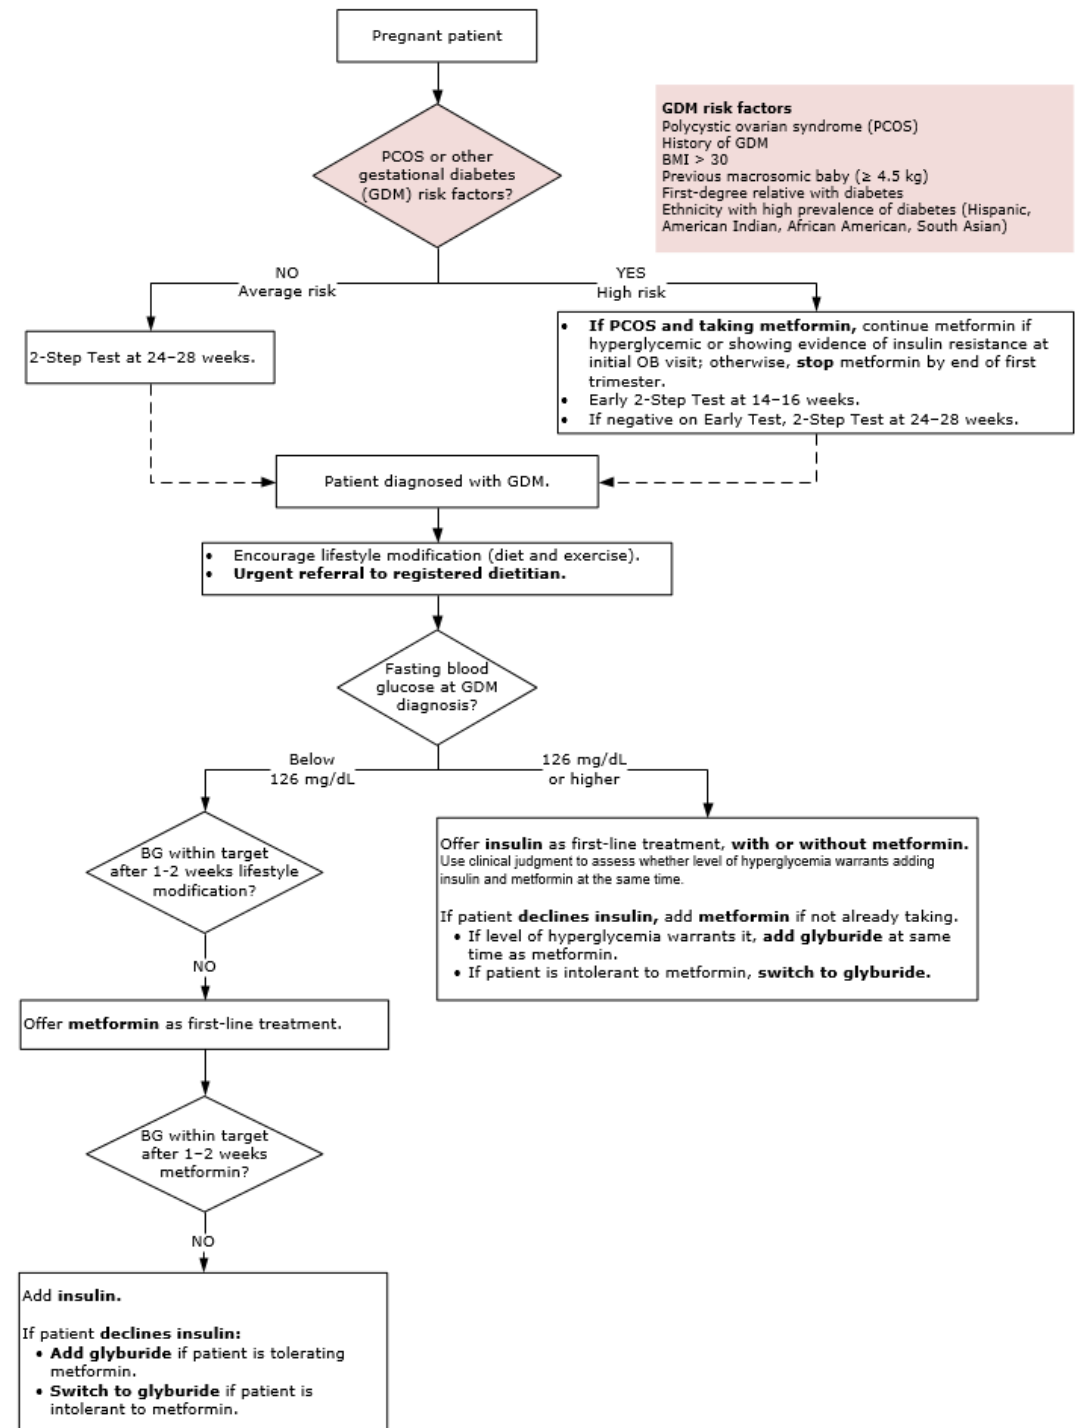 Pregnant patient
PCOS or other
gestational diabetes
(GDM) risk factors?
GDM risk factors
Polycystic ovarian syndrome (PCOS)
History of GDM
BMI > 30
Previous macrosomic baby (≥ 4.5 kg)
First-degree relative with diabetes
Ethnicity with high prevalence of diabetes (Hispanic,
American Indian, African American, South Asian)
NO
Average risk
YES
High risk
2-Step Test at 24–28 weeks.
• If PCOS and taking metformin, continue metformin if
hyperglycemic or showing evidence of insulin resistance at
initial OB visit; otherwise, stop metformin by end of first
trimester.
• Early 2-Step Test at 14–16 weeks.
• If negative on Early Test, 2-Step Test at 24–28 weeks.
Patient diagnosed with GDM.
• Encourage lifestyle modification (diet and exercise).
• Urgent referral to registered dietitian.
Fasting blood
glucose at GDM
diagnosis?
Below
126 mg/dL
126 mg/dL
or higher
BG within target
after 1-2 weeks lifestyle
modification?
Offer insulin as first-line treatment, with or without metformin.
Use clinical judgment to assess whether level of hyperglycemia warrants adding
insulin and metformin at the same time.
If patient declines insulin, add metformin if not already taking.
• If level of hyperglycemia warrants it, add glyburide at same
time as metformin.
• If patient is intolerant to metformin, switch to glyburide.
NO
Offer metformin as first-line treatment.
BG within target
after 1–2 weeks
metformin?
NO
Add insulin.
If patient declines insulin:
• Add glyburide if patient is tolerating
metformin.
• Switch to glyburide if patient is
intolerant to metformin.